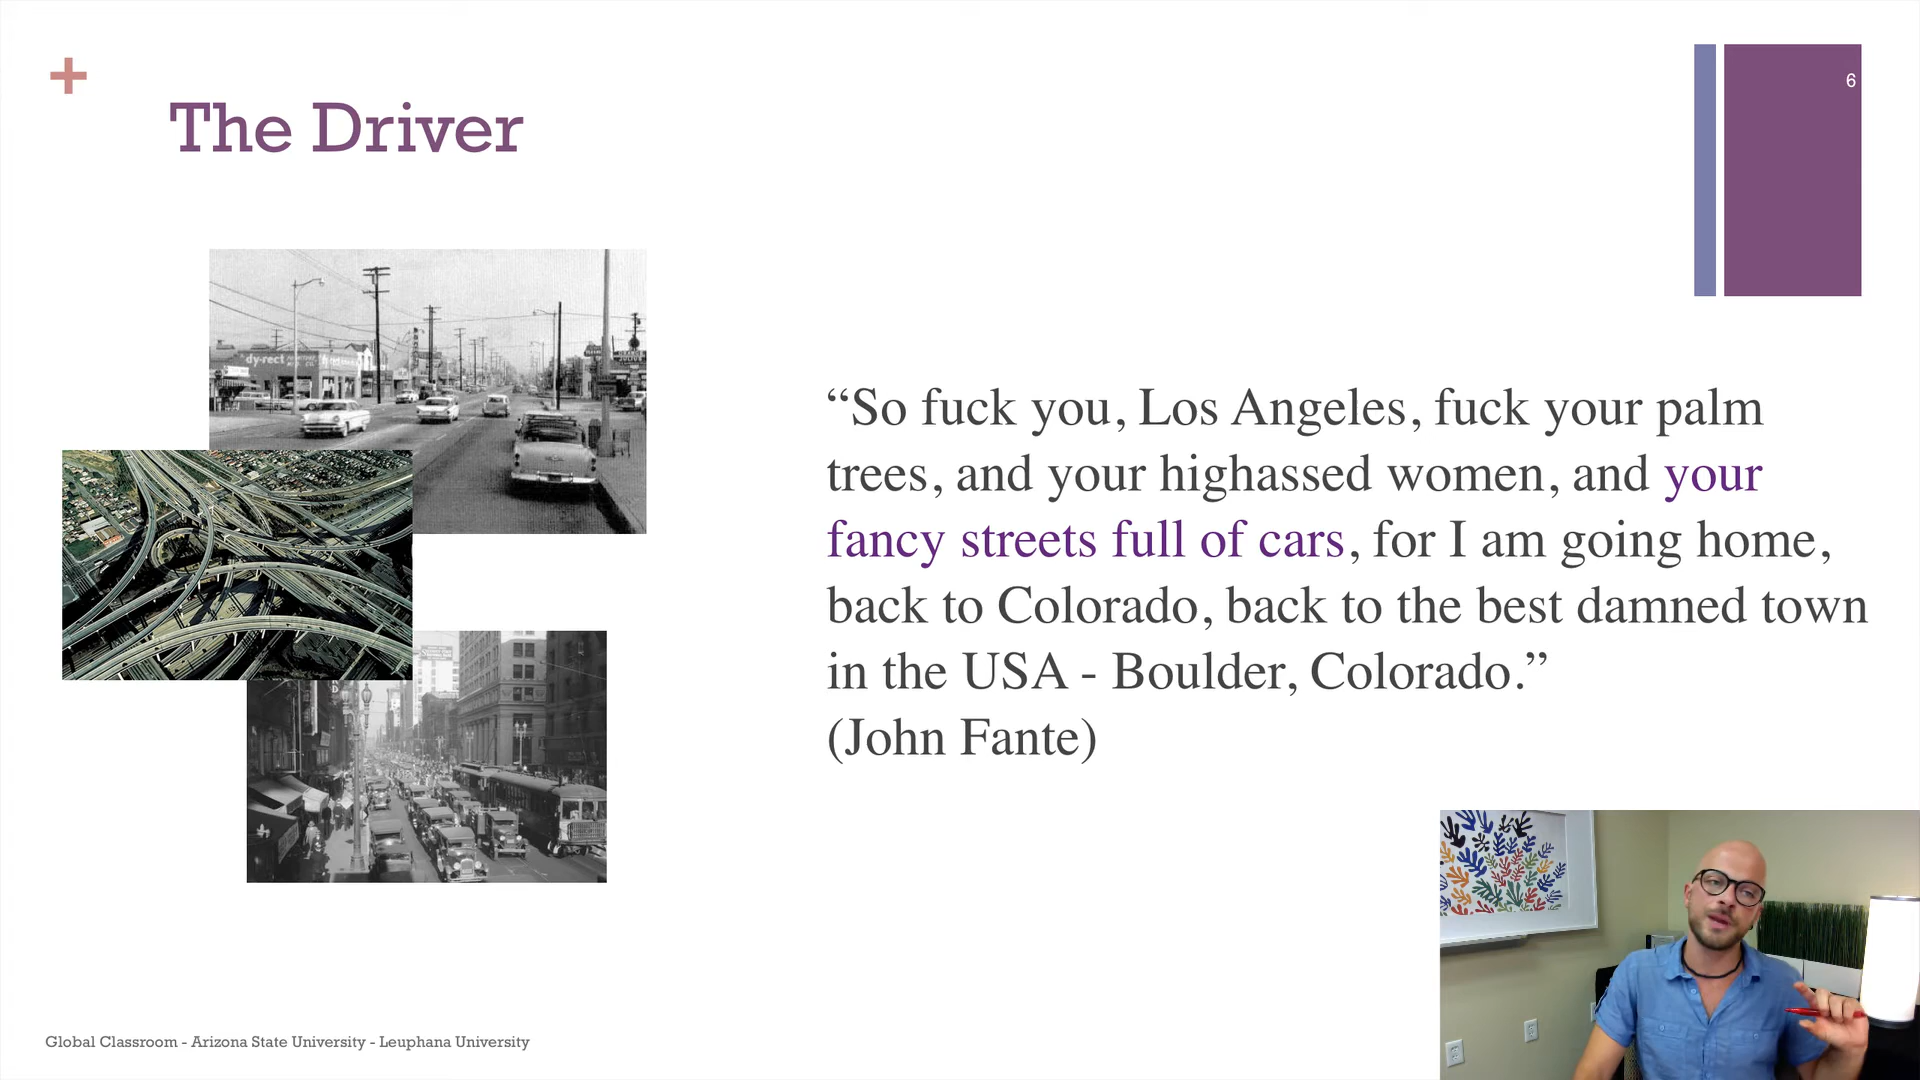 6
The Driver
dy-rect
“So fuck you, Los Angeles, fuck your palm
trees, and your highassed women, and your
fancy streets full of cars, for I am going home,
back to Colorado, back to the best damned town
in the USA - Boulder, Colorado.”
(John Fante)
Global Classroom - Arizona State University - Leuphana University